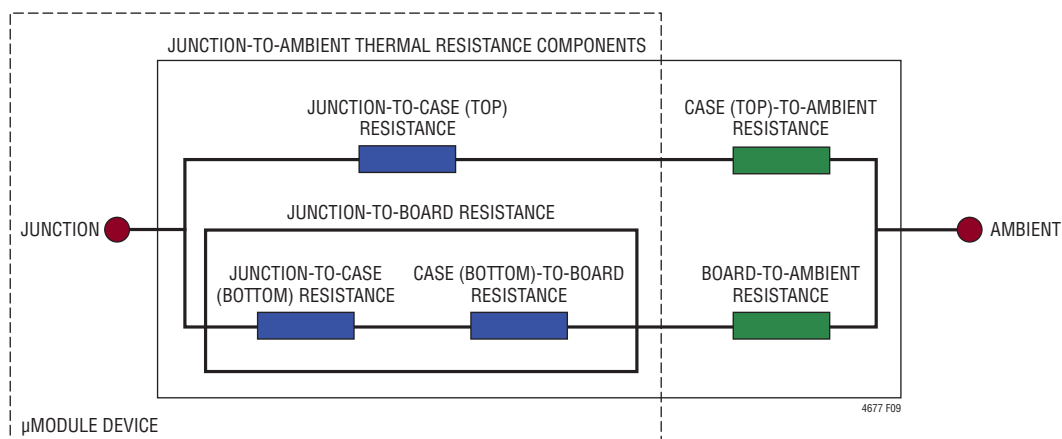 JUNCTION-TO-AMBIENT THERMAL RESISTANCE COMPONENTS
JUNCTION-TO-CASE (TOP)
RESISTANCE
CASE (TOP)-TO-AMBIENT
RESISTANCE
JUNCTION
JUNCTION-TO-BOARD RESISTANCE
AMBIENT
JUNCTION-TO-CASE
(BOTTOM) RESISTANCE
CASE (BOTTOM)-TO-BOARD
RESISTANCE
BOARD-TO-AMBIENT
RESISTANCE
4677 F09
µMODULE DEVICE